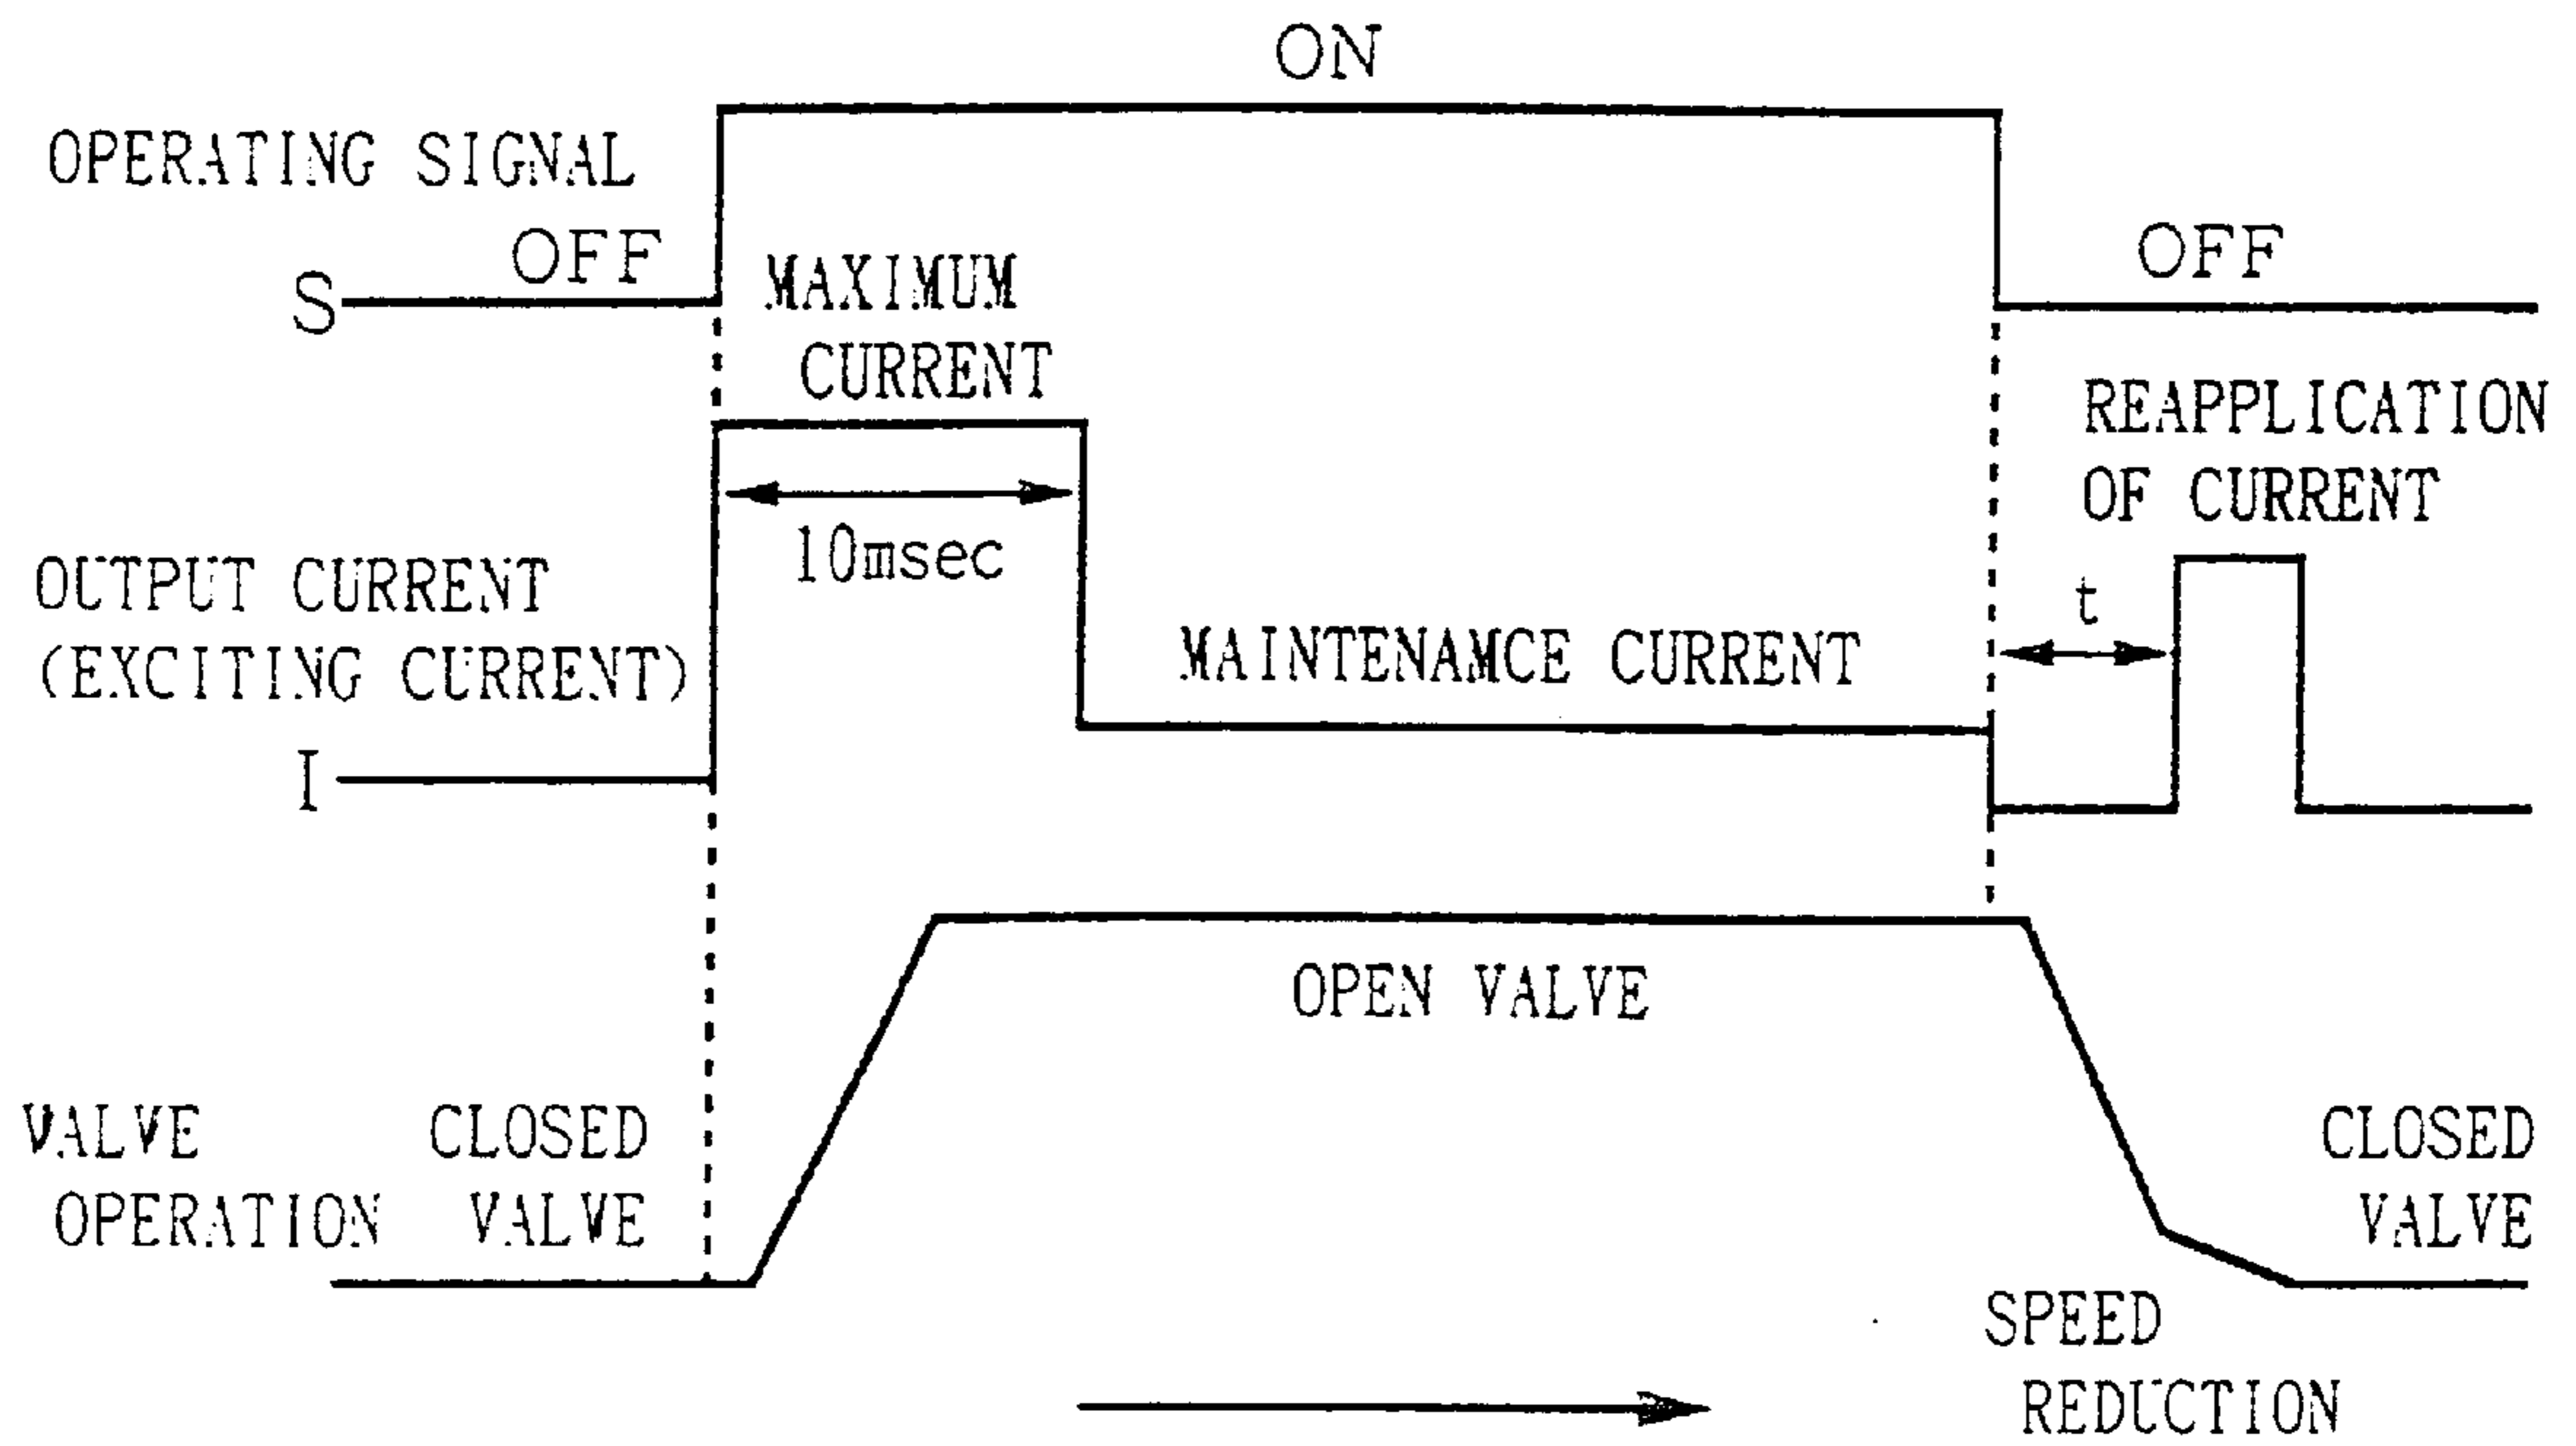 ON
OPERATING SIGNAL
OFF
S
OFF
MAXIMUM
CURRENT
REAPPLICATION
OF CURRENT
10msec
t
OUTPUT CURRENT
(EXCITING CURRENT)
MAINTENAMCE CURRENT
I
OPEN VALVE
VALVE
OPERATION
CLOSED
VALVE
CLOSED
VALVE
SPEED
REDUCTION